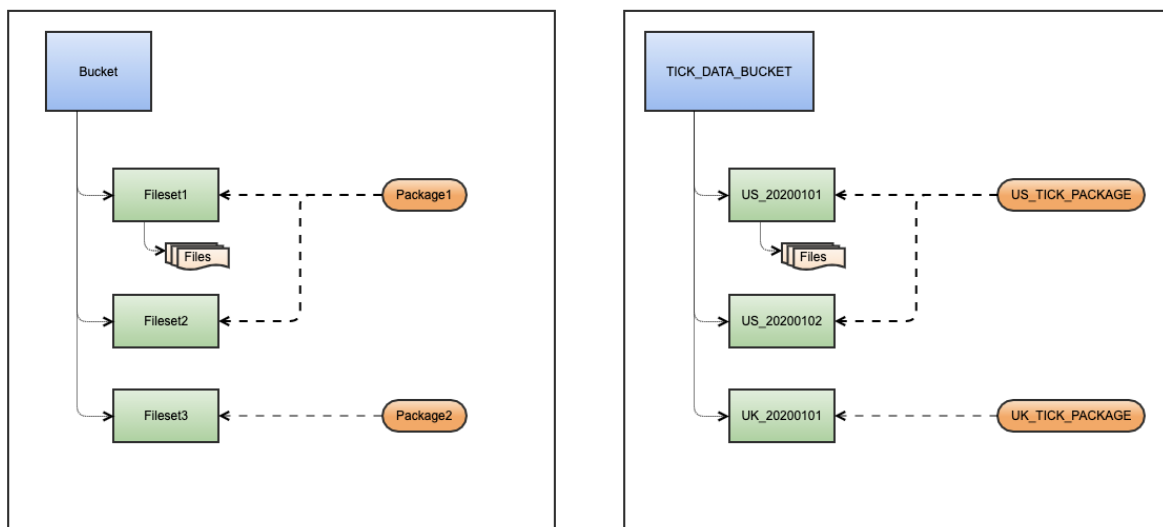 Bucket
Fileset1
Package1
Files
Fileset2
Fileset3
Package2
TICK_DATA_BUCKET
US_20200101
US_TICK_PACKAGE
Files
US_20200102
UK_20200101
UK_TICK_PACKAGE